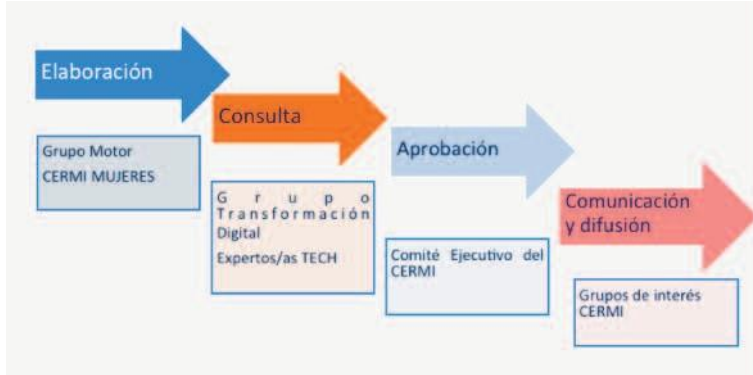 Elaboración
Grupo Motor
CERMI MUJERES
Consulta
Grupo
Transformación
Digital
Expertos/as TECH
Aprobación
Comité Ejecutivo del
CERMI
Comunicación
y difusión
Grupos de interés
CERMI